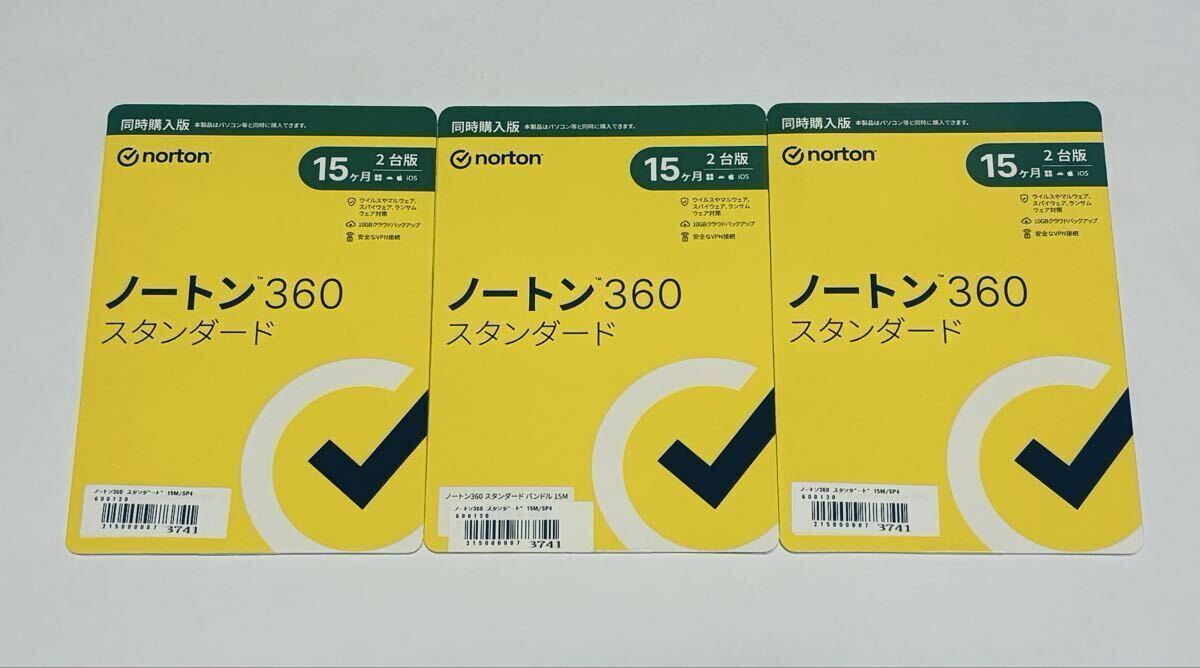 同時購入版 本製品はパソコン等と同時に購入できます。
norton
15ヶ月
2台版
iOS
ウイルスやマルウェア、
スパイウェア、ランサム
ウェア対策
10GBクラウドバックアップ
安全なVPN接続
ノートン™360
スタンダード
ノートン360 スタンダード 15M/SP4
600130
215000087 3741
同時購入版 本製品はパソコン等と同時に購入できます。
norton
15ヶ月
2台版
iOS
ウイルスやマルウェア、
スパイウェア、ランサム
ウェア対策
10GBクラウドバックアップ
安全なVPN接続
ノートン™360
スタンダード
ノートン360 スタンダード バンドル 15M
ノートン360 スタンダード 15M/SP4
600130
215000087 3741
同時購入版 本製品はパソコン等と同時に購入できます。
norton
15ヶ月
2台版
iOS
ウイルスやマルウェア、
スパイウェア、ランサム
ウェア対策
10GBクラウドバックアップ
安全なVPN接続
ノートン™360
スタンダード
ノートン360 スタンダード 15M/SP4
600130
215000087 3741